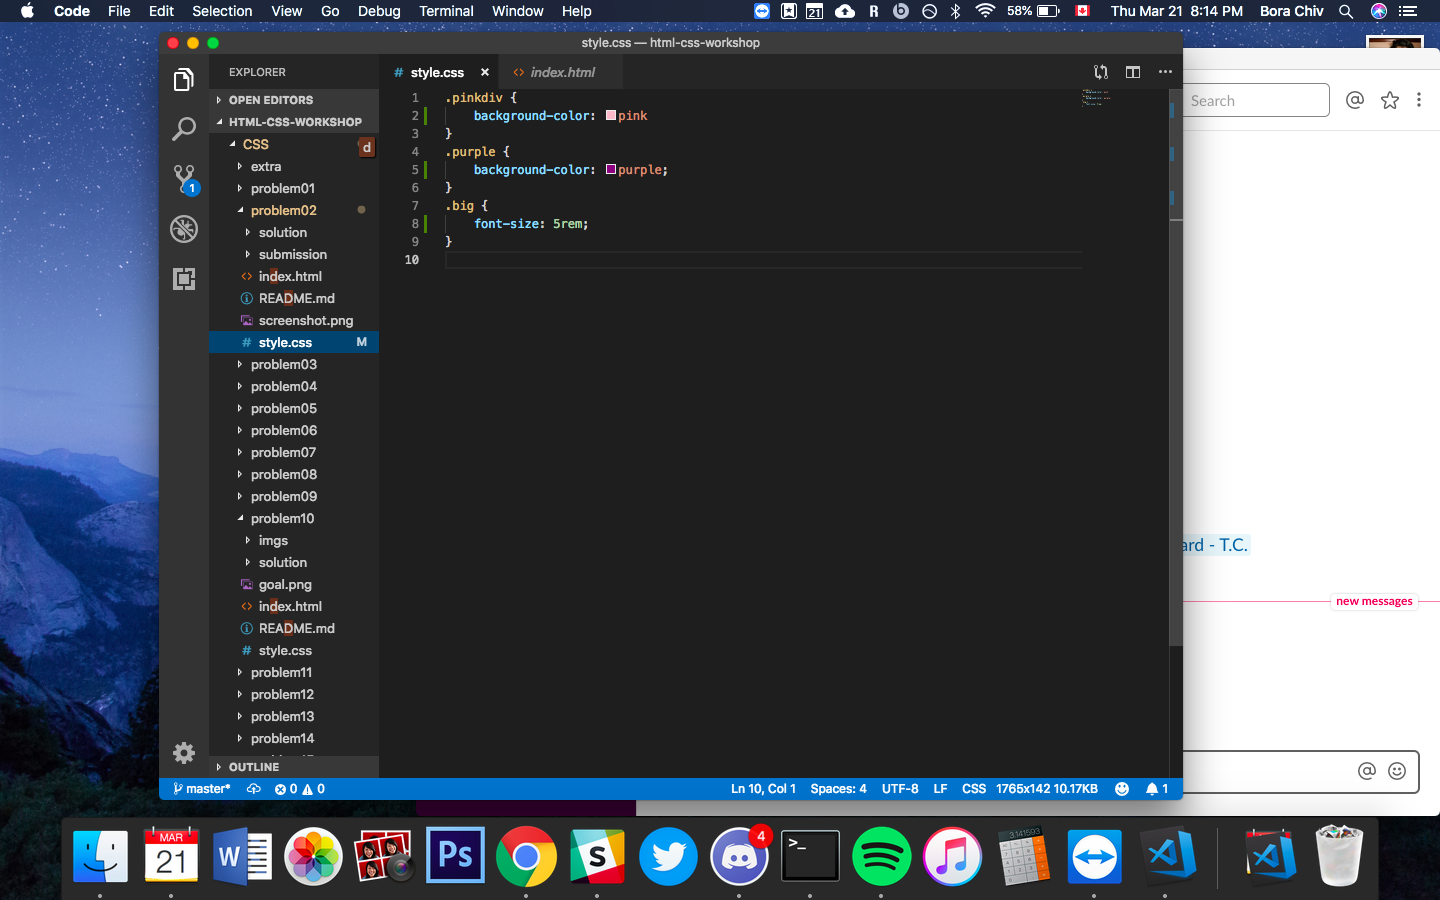 Code File Edit Selection View Go Debug Terminal Window Help 21 R 58% Thu Mar 21 8:14 PM Bora Chiv
style.css — html-css-workshop
EXPLORER
# style.css × <> index.html
OPEN EDITORS
HTML-CSS-WORKSHOP
CSS
d
extra
problem01
problem02
solution
submission
<> index.html
README.md
screenshot.png
# style.css M
problem03
problem04
problem05
problem06
problem07
problem08
problem09
problem10
imgs
solution
goal.png
<> index.html
README.md
# style.css
problem11
problem12
problem13
problem14
OUTLINE
1
1 .pinkdiv {
2 background-color: pink
3 }
4 .purple {
5 background-color: purple;
6 }
7 .big {
8 font-size: 5rem;
9 }
10
master* 0 0 Ln 10, Col 1 Spaces: 4 UTF-8 LF CSS 1765x142 10.17KB 1
Search
ard - T.C.
new messages
MAR
21
W
Ps
S
4
>_
3.141593